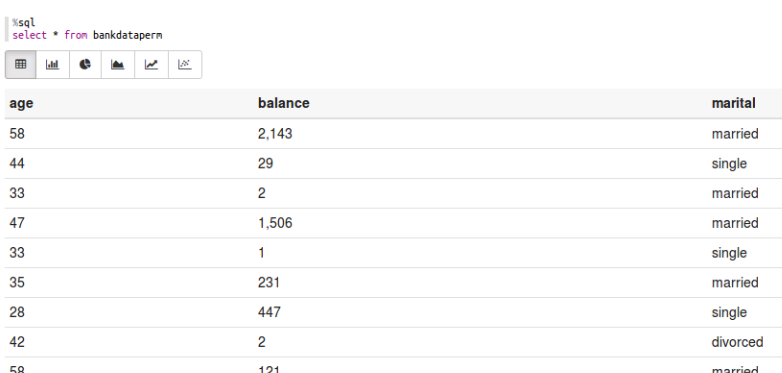 %sql
select * from bankdataperm
age balance marital
58 2,143 married
44 29 single
33 2 married
47 1,506 married
33 1 single
35 231 married
28 447 single
42 2 divorced
58 121 married